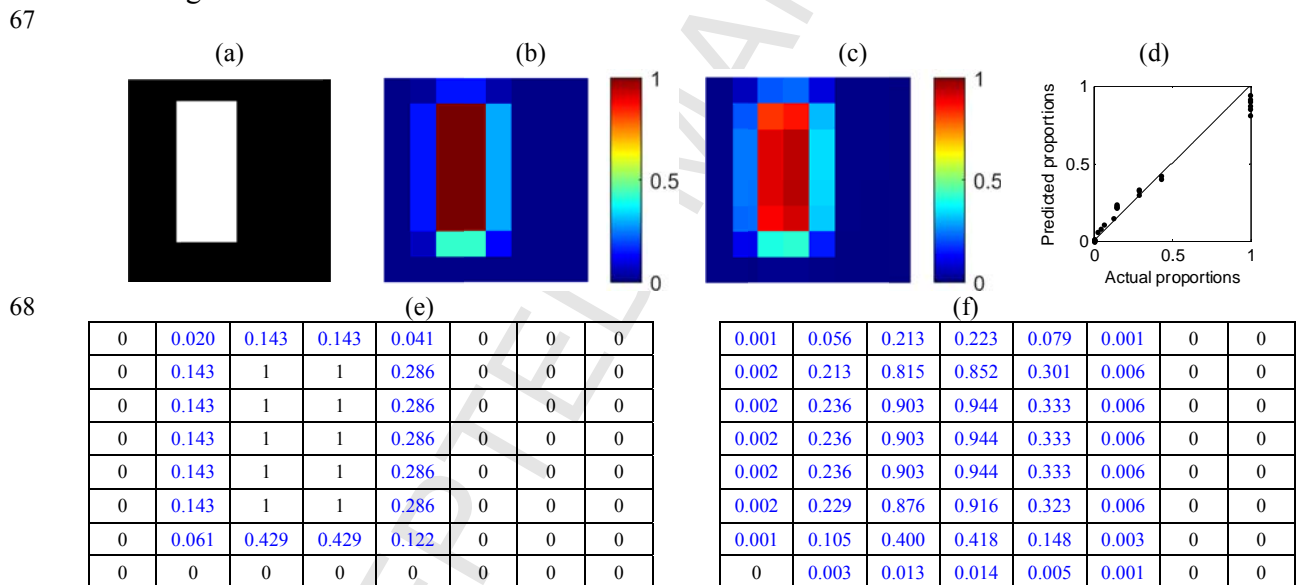 67
(a) (b) (c) (d)
1
0.5
0
1
0.5
0
Predicted proportions
1
0.5
0
0 0.5 1
Actual proportions
68
(e) (f)
0 0.020 0.143 0.143 0.041 0 0 0
0 0.143 1 1 0.286 0 0 0
0 0.143 1 1 0.286 0 0 0
0 0.143 1 1 0.286 0 0 0
0 0.143 1 1 0.286 0 0 0
0 0.143 1 1 0.286 0 0 0
0 0.061 0.429 0.429 0.122 0 0 0
0 0 0 0 0 0 0 0
0.001 0.056 0.213 0.223 0.079 0.001 0 0
0.002 0.213 0.815 0.852 0.301 0.006 0 0
0.002 0.236 0.903 0.944 0.333 0.006 0 0
0.002 0.236 0.903 0.944 0.333 0.006 0 0
0.002 0.236 0.903 0.944 0.333 0.006 0 0
0.002 0.229 0.876 0.916 0.323 0.006 0 0
0.001 0.105 0.400 0.418 0.148 0.003 0 0
0 0.003 0.013 0.014 0.005 0.001 0 0